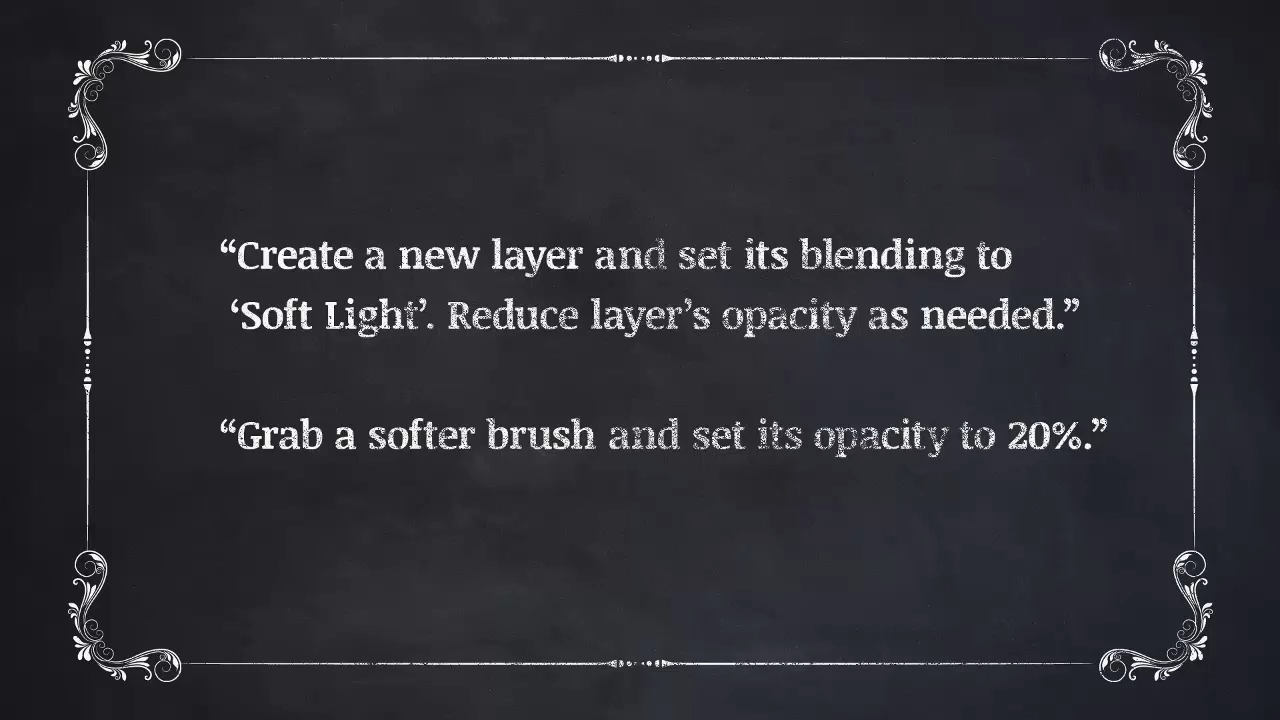 “Create a new layer and set its blending to
‘Soft Light’. Reduce layer’s opacity as needed.”
“Grab a softer brush and set its opacity to 20%.”